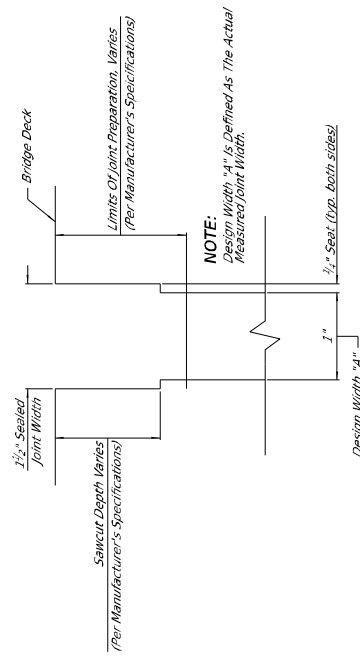 Bridge Deck
Limits Of Joint Preparation, Varies
(Per Manufacturer's Speicifications)
NOTE:
Design Width "A" Is Defined As The Actual
Measured Joint Width.
¾" Seat (typ. both sides)
1½" Sealed
Joint Width
1"
Design Width "A"
Sawcut Depth Varies
(Per Manufacturer's Specifications)